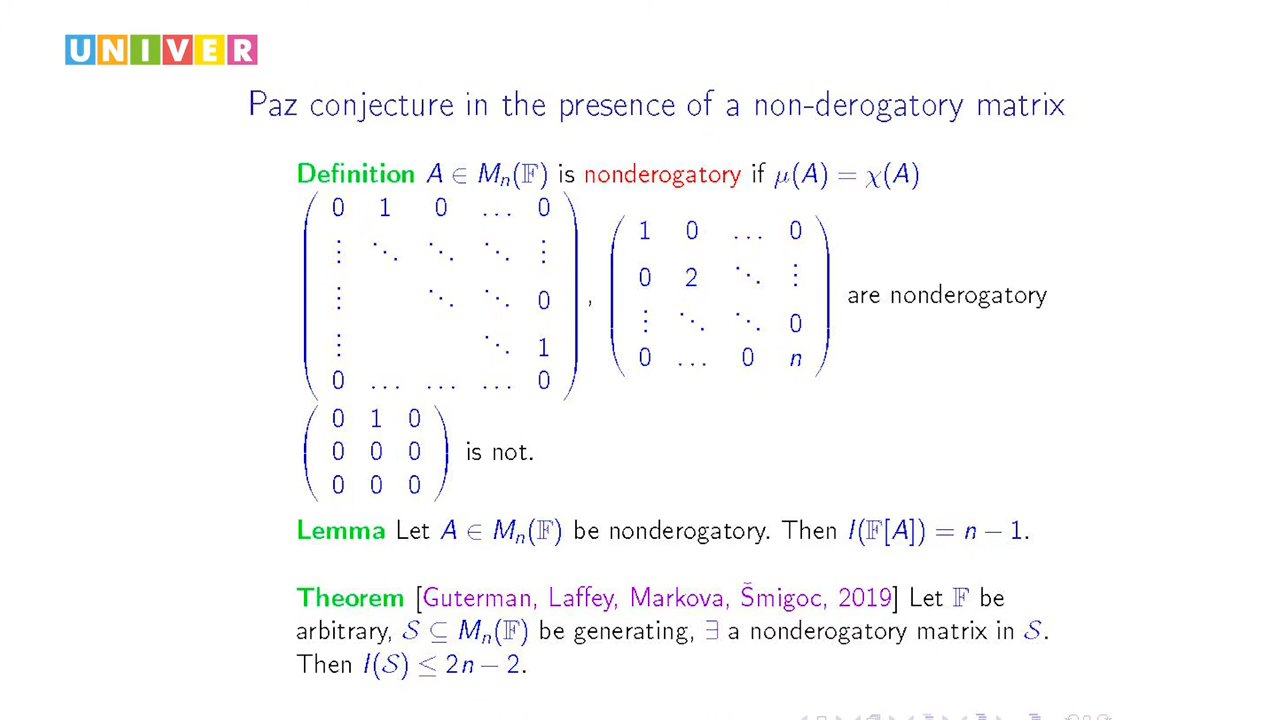 UNIVER
Paz conjecture in the presence of a non-derogatory matrix
Definition A ∈ Mₙ(𝔽) is nonderogatory if μ(A) = χ(A)
0 1 0 … 0
⋮ ⋱ ⋱ ⋱ ⋮
⋮ ⋱ ⋱ 0
⋮ ⋱ 1
0 … … … 0
,
1 0 … 0
0 2 ⋱ ⋮
⋮ ⋱ ⋱ 0
0 … 0 n
are nonderogatory
0 1 0
0 0 0
0 0 0
is not.
Lemma Let A ∈ Mₙ(𝔽) be nonderogatory. Then l(𝔽[A]) = n − 1.
Theorem [Guterman, Laffey, Markova, Šmigoc, 2019] Let 𝔽 be
arbitrary, 𝒮 ⊆ Mₙ(𝔽) be generating, ∃ a nonderogatory matrix in 𝒮.
Then l(𝒮) ≤ 2n − 2.